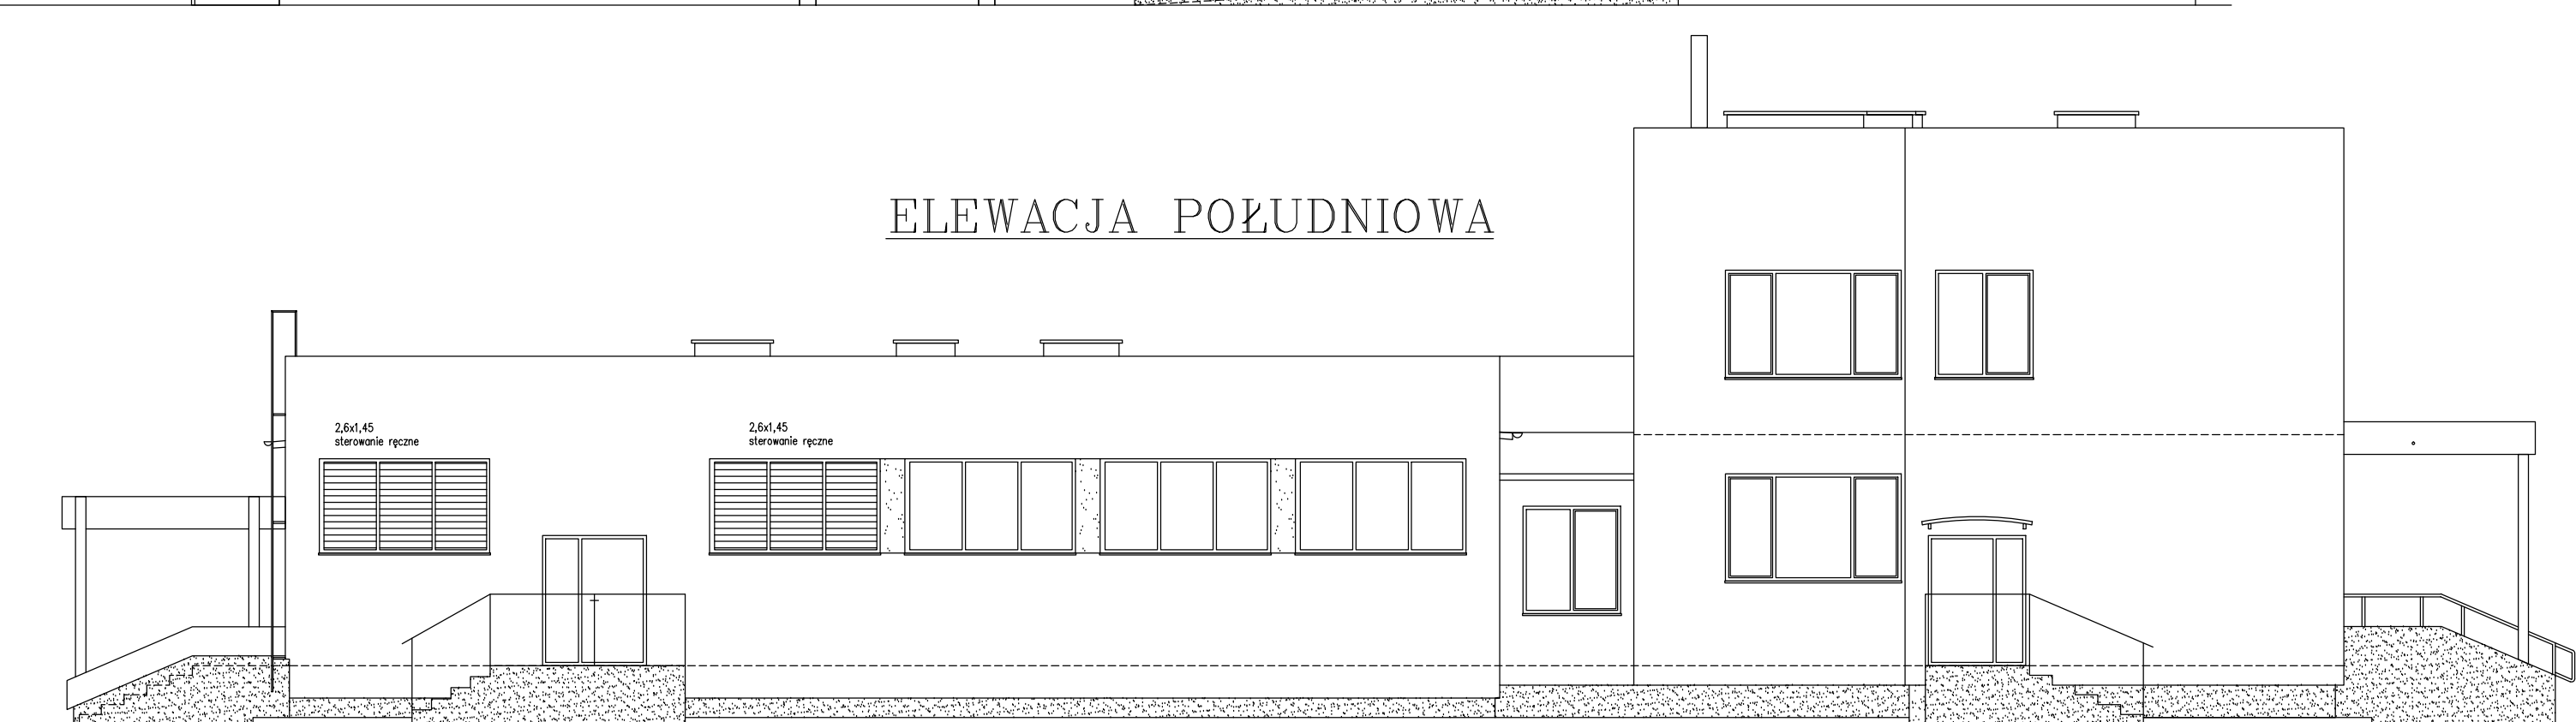 ELEWACJA POŁUDNIOWA
2,6x1,45
sterowanie ręczne
2,6x1,45
sterowanie ręczne